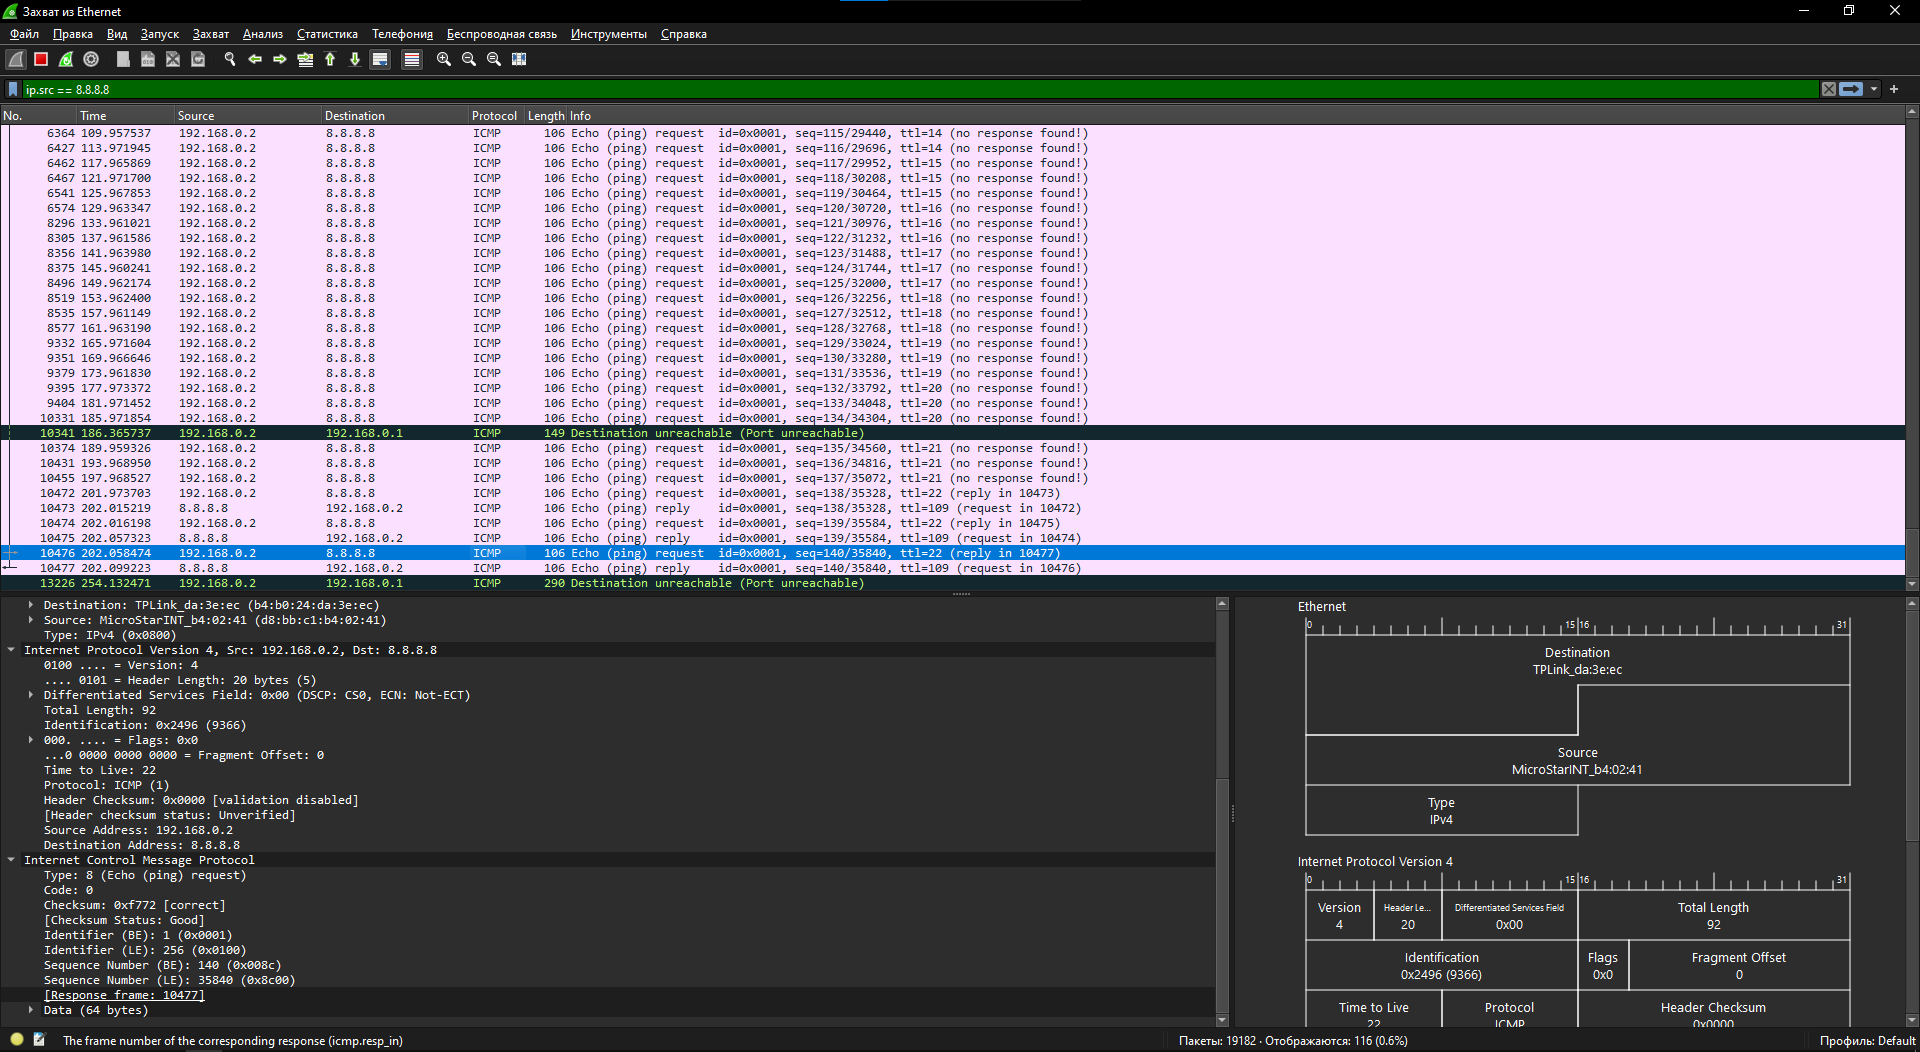 Захват из Ethernet
Файл Правка Вид Запуск Захват Анализ Статистика Телефония Беспроводная связь Инструменты Справка
ip.src == 8.8.8.8
No. Time Source Destination Protocol Length Info
6364 109.957537 192.168.0.2 8.8.8.8 ICMP 106 Echo (ping) request id=0x0001, seq=115/29440, ttl=14 (no response found!)
6427 113.971945 192.168.0.2 8.8.8.8 ICMP 106 Echo (ping) request id=0x0001, seq=116/29696, ttl=14 (no response found!)
6462 117.965869 192.168.0.2 8.8.8.8 ICMP 106 Echo (ping) request id=0x0001, seq=117/29952, ttl=15 (no response found!)
6467 121.971700 192.168.0.2 8.8.8.8 ICMP 106 Echo (ping) request id=0x0001, seq=118/30208, ttl=15 (no response found!)
6541 125.967853 192.168.0.2 8.8.8.8 ICMP 106 Echo (ping) request id=0x0001, seq=119/30464, ttl=15 (no response found!)
6574 129.963347 192.168.0.2 8.8.8.8 ICMP 106 Echo (ping) request id=0x0001, seq=120/30720, ttl=16 (no response found!)
8296 133.961021 192.168.0.2 8.8.8.8 ICMP 106 Echo (ping) request id=0x0001, seq=121/30976, ttl=16 (no response found!)
8305 137.961586 192.168.0.2 8.8.8.8 ICMP 106 Echo (ping) request id=0x0001, seq=122/31232, ttl=16 (no response found!)
8356 141.963980 192.168.0.2 8.8.8.8 ICMP 106 Echo (ping) request id=0x0001, seq=123/31488, ttl=17 (no response found!)
8375 145.960241 192.168.0.2 8.8.8.8 ICMP 106 Echo (ping) request id=0x0001, seq=124/31744, ttl=17 (no response found!)
8496 149.962174 192.168.0.2 8.8.8.8 ICMP 106 Echo (ping) request id=0x0001, seq=125/32000, ttl=17 (no response found!)
8519 153.962400 192.168.0.2 8.8.8.8 ICMP 106 Echo (ping) request id=0x0001, seq=126/32256, ttl=18 (no response found!)
8535 157.961149 192.168.0.2 8.8.8.8 ICMP 106 Echo (ping) request id=0x0001, seq=127/32512, ttl=18 (no response found!)
8577 161.963190 192.168.0.2 8.8.8.8 ICMP 106 Echo (ping) request id=0x0001, seq=128/32768, ttl=18 (no response found!)
9332 165.971604 192.168.0.2 8.8.8.8 ICMP 106 Echo (ping) request id=0x0001, seq=129/33024, ttl=19 (no response found!)
9351 169.966646 192.168.0.2 8.8.8.8 ICMP 106 Echo (ping) request id=0x0001, seq=130/33280, ttl=19 (no response found!)
9379 173.961830 192.168.0.2 8.8.8.8 ICMP 106 Echo (ping) request id=0x0001, seq=131/33536, ttl=19 (no response found!)
9395 177.973372 192.168.0.2 8.8.8.8 ICMP 106 Echo (ping) request id=0x0001, seq=132/33792, ttl=20 (no response found!)
9404 181.971452 192.168.0.2 8.8.8.8 ICMP 106 Echo (ping) request id=0x0001, seq=133/34048, ttl=20 (no response found!)
10331 185.971854 192.168.0.2 8.8.8.8 ICMP 106 Echo (ping) request id=0x0001, seq=134/34304, ttl=20 (no response found!)
10341 186.365737 192.168.0.2 192.168.0.1 ICMP 149 Destination unreachable (Port unreachable)
10374 189.959326 192.168.0.2 8.8.8.8 ICMP 106 Echo (ping) request id=0x0001, seq=135/34560, ttl=21 (no response found!)
10431 193.968950 192.168.0.2 8.8.8.8 ICMP 106 Echo (ping) request id=0x0001, seq=136/34816, ttl=21 (no response found!)
10455 197.968527 192.168.0.2 8.8.8.8 ICMP 106 Echo (ping) request id=0x0001, seq=137/35072, ttl=21 (no response found!)
10472 201.973703 192.168.0.2 8.8.8.8 ICMP 106 Echo (ping) request id=0x0001, seq=138/35328, ttl=22 (reply in 10473)
10473 202.015219 8.8.8.8 192.168.0.2 ICMP 106 Echo (ping) reply id=0x0001, seq=138/35328, ttl=109 (request in 10472)
10474 202.016198 192.168.0.2 8.8.8.8 ICMP 106 Echo (ping) request id=0x0001, seq=139/35584, ttl=22 (reply in 10475)
10475 202.057323 8.8.8.8 192.168.0.2 ICMP 106 Echo (ping) reply id=0x0001, seq=139/35584, ttl=109 (request in 10474)
10476 202.058474 192.168.0.2 8.8.8.8 ICMP 106 Echo (ping) request id=0x0001, seq=140/35840, ttl=22 (reply in 10477)
10477 202.099223 8.8.8.8 192.168.0.2 ICMP 106 Echo (ping) reply id=0x0001, seq=140/35840, ttl=109 (request in 10476)
13226 254.132471 192.168.0.2 192.168.0.1 ICMP 290 Destination unreachable (Port unreachable)
Destination: TPLink_da:3e:ec (b4:b0:24:da:3e:ec)
Source: MicroStarINT_b4:02:41 (d8:bb:c1:b4:02:41)
Type: IPv4 (0x0800)
Internet Protocol Version 4, Src: 192.168.0.2, Dst: 8.8.8.8
0100 .... = Version: 4
.... 0101 = Header Length: 20 bytes (5)
Differentiated Services Field: 0x00 (DSCP: CS0, ECN: Not-ECT)
Total Length: 92
Identification: 0x2496 (9366)
000. .... = Flags: 0x0
...0 0000 0000 0000 = Fragment Offset: 0
Time to Live: 22
Protocol: ICMP (1)
Header Checksum: 0x0000 [validation disabled]
[Header checksum status: Unverified]
Source Address: 192.168.0.2
Destination Address: 8.8.8.8
Internet Control Message Protocol
Type: 8 (Echo (ping) request)
Code: 0
Checksum: 0xf772 [correct]
[Checksum Status: Good]
Identifier (BE): 1 (0x0001)
Identifier (LE): 256 (0x0100)
Sequence Number (BE): 140 (0x008c)
Sequence Number (LE): 35840 (0x8c00)
[Response frame: 10477]
Data (64 bytes)
Ethernet
0 15 16 31
Destination
TPLink_da:3e:ec
Source
MicroStarINT_b4:02:41
Type
IPv4
Internet Protocol Version 4
0 15 16 31
Version Header Le... Differentiated Services Field Total Length
4 20 0x00 92
Identification Flags Fragment Offset
0x2496 (9366) 0x0 0
Time to Live Protocol Header Checksum
22 ICMP 0x0000
The frame number of the corresponding response (icmp.resp_in)
Пакеты: 19182 · Отображаются: 116 (0.6%)
Профиль: Default